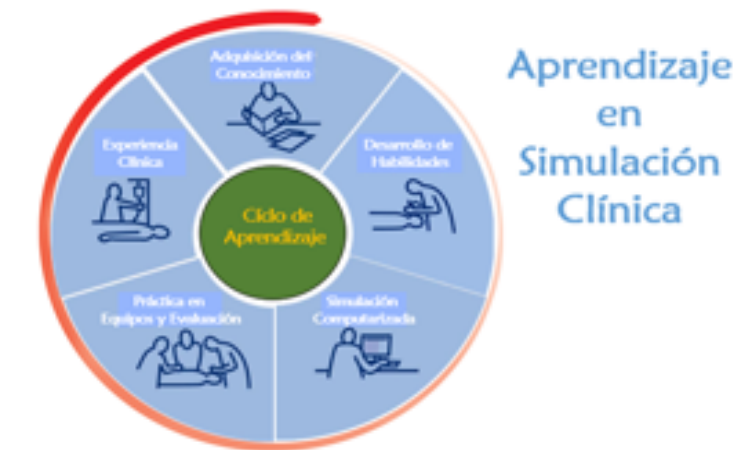 Adquisición del
Conocimiento
Desarrollo de
Habilidades
Simulación
Computarizada
Práctica en
Equipos y Evaluación
Experiencia
Clínica
Ciclo de
Aprendizaje
Aprendizaje
en
Simulación
Clínica